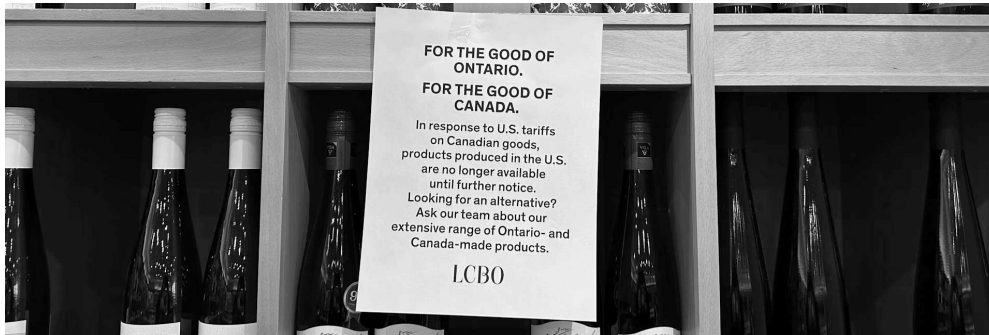 FOR THE GOOD OF
ONTARIO.
FOR THE GOOD OF
CANADA.
In response to U.S. tariffs
on Canadian goods,
products produced in the U.S.
are no longer available
until further notice.
Looking for an alternative?
Ask our team about our
extensive range of Ontario- and
Canada-made products.
LCBO